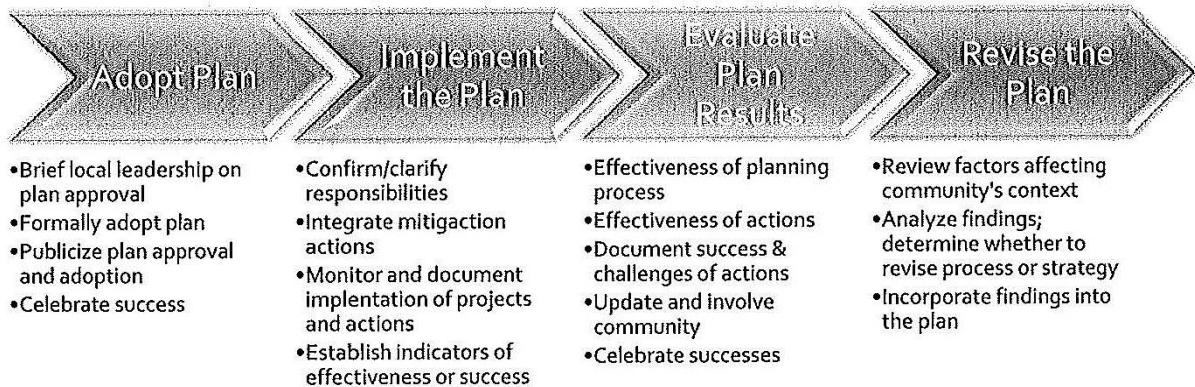 Adopt Plan
Implement
the Plan
Evaluate
Plan
Results
Revise the
Plan
•Brief local leadership on
plan approval
•Formally adopt plan
•Publicize plan approval
and adoption
•Celebrate success
•Confirm/clarify
responsibilities
•Integrate mitigaction
actions
•Monitor and document
implentation of projects
and actions
•Establish indicators of
effectiveness or success
•Effectiveness of planning
process
•Effectiveness of actions
•Document success &
challenges of actions
•Update and involve
community
•Celebrate successes
•Review factors affecting
community's context
•Analyze findings;
determine whether to
revise process or strategy
•Incorporate findings into
the plan